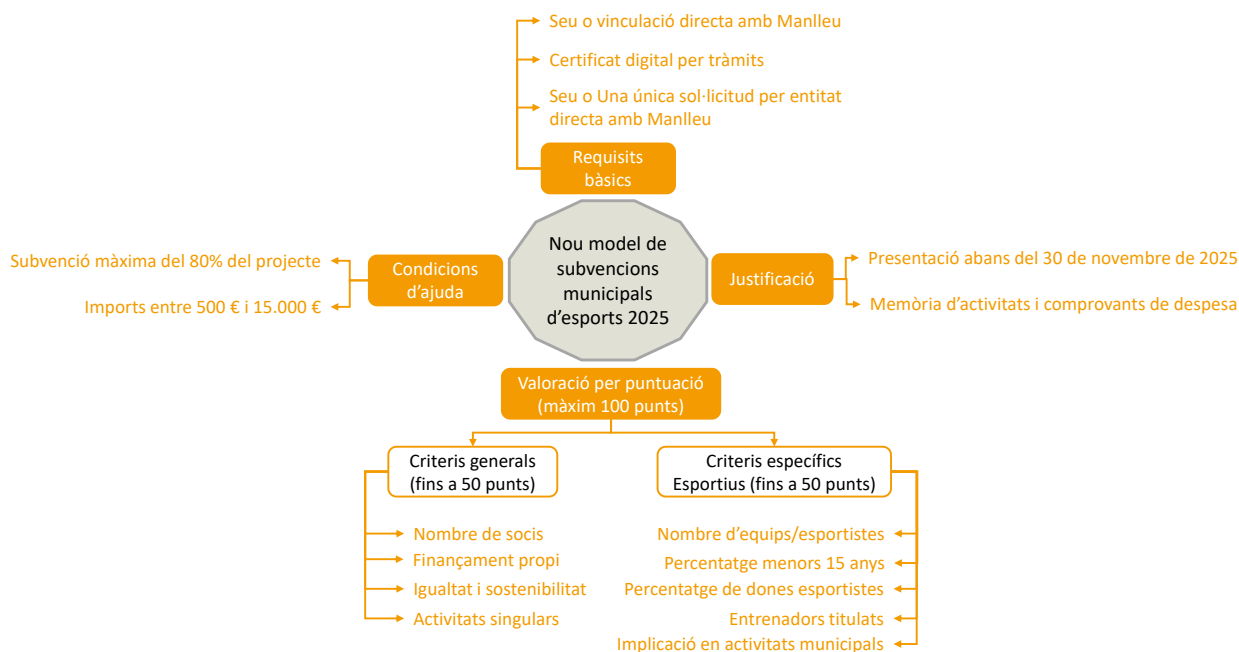 Seu o vinculació directa amb Manlleu
Certificat digital per tràmits
Seu o Una única sol·licitud per entitat
directa amb Manlleu
Requisits
bàsics
Nou model de
subvencions
municipals
d'esports 2025
Condicions
d'ajuda
Subvenció màxima del 80% del projecte
Imports entre 500 € i 15.000 €
Justificació
Presentació abans del 30 de novembre de 2025
Memòria d'activitats i comprovants de despesa
Valoració per puntuació
(màxim 100 punts)
Criteris generals
(fins a 50 punts)
Nombre de socis
Finançament propi
Igualtat i sostenibilitat
Activitats singulars
Criteris específics
Esportius (fins a 50 punts)
Nombre d'equips/esportistes
Percentatge menors 15 anys
Percentatge de dones esportistes
Entrenadors titulats
Implicació en activitats municipals